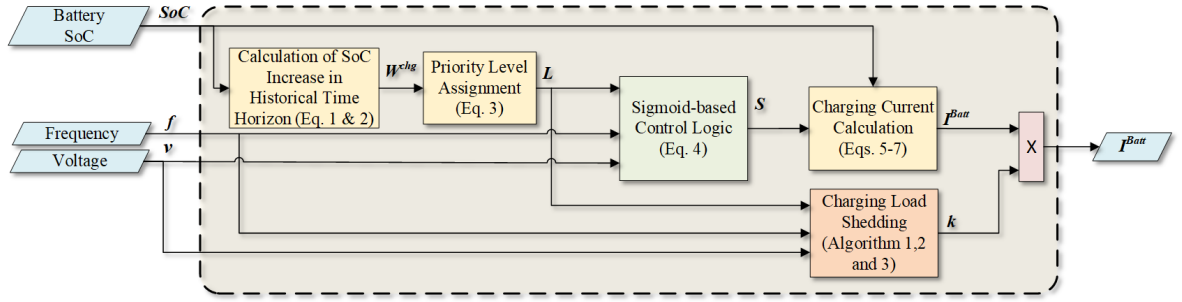 Battery
SoC
SoC
Calculation of SoC
Increase in
Historical Time
Horizon (Eq. 1 & 2)
W^chg
Priority Level
Assignment
(Eq. 3)
L
Frequency
f
Voltage
v
Sigmoid-based
Control Logic
(Eq. 4)
S
Charging Current
Calculation
(Eqs. 5-7)
I^Batt
X
I^Batt
Charging Load
Shedding
(Algorithm 1,2
and 3)
k